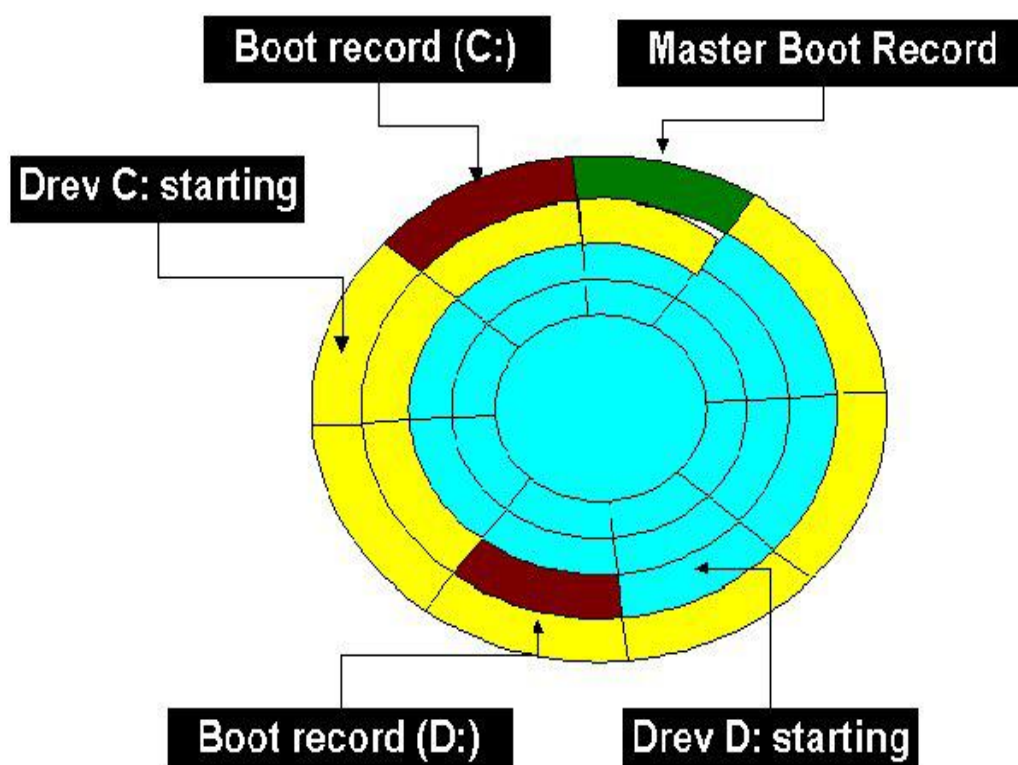 Boot record (C:)
Master Boot Record
Drev C: starting
Boot record (D:)
Drev D: starting